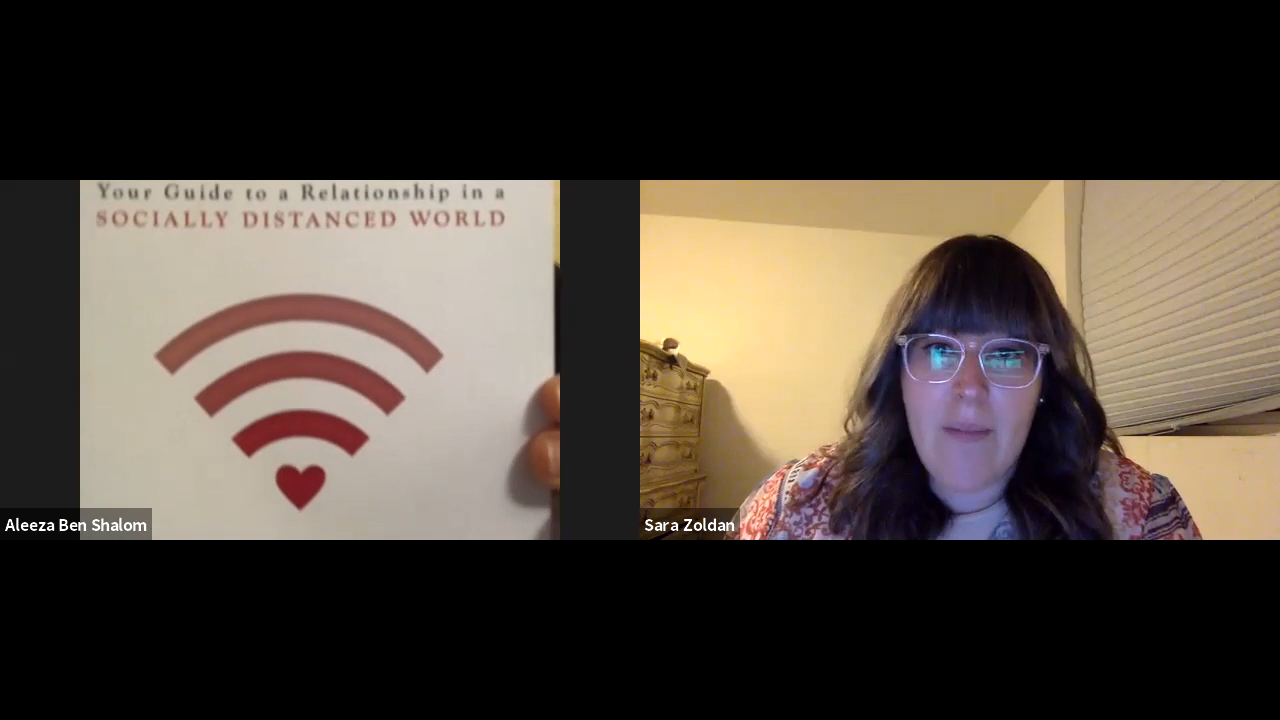 Your Guide to a Relationship in a
SOCIALLY DISTANCED WORLD
Aleeza Ben Shalom
Sara Zoldan